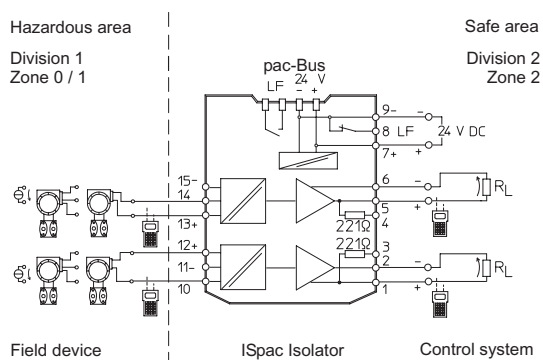 Hazardous area
Safe area
Division 1
Zone 0 / 1
Division 2
Zone 2
pac-Bus
LF 24 V
- +
9-
8 LF
24 V DC
7+
- +
15-
14
13+
6
5
4
- +
RL
221Ω
221Ω
12+
11-
10
3
2
1
- +
RL
Field device
ISpac Isolator
Control system